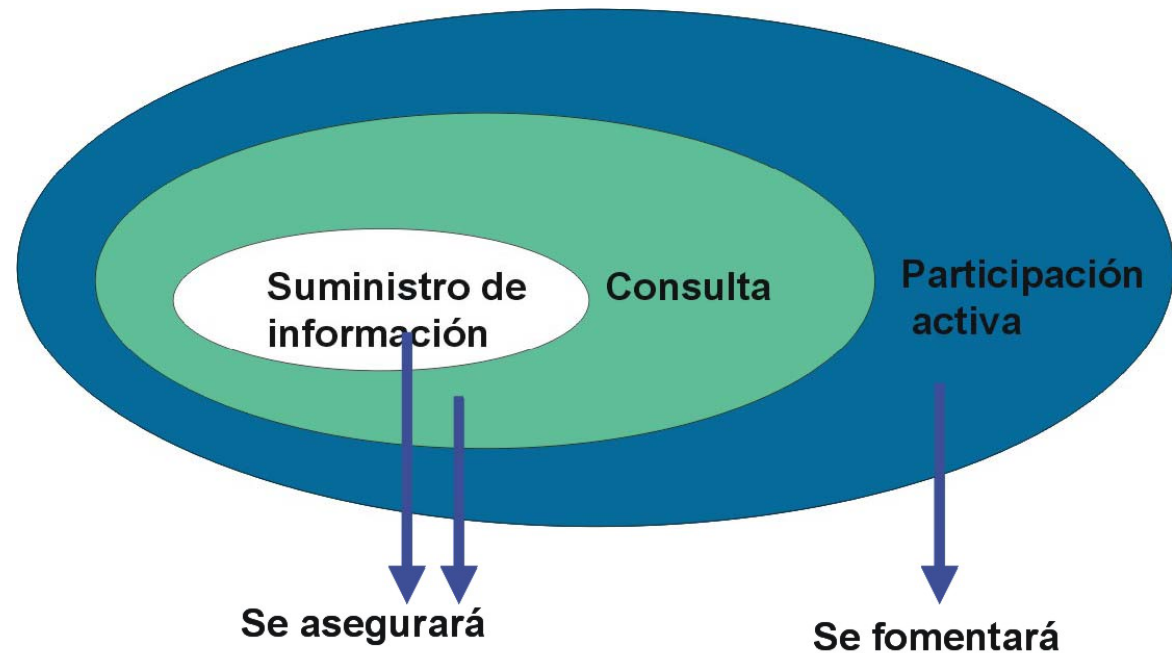 Suministro de
información
Consulta
Participación
activa
Se asegurará
Se fomentará